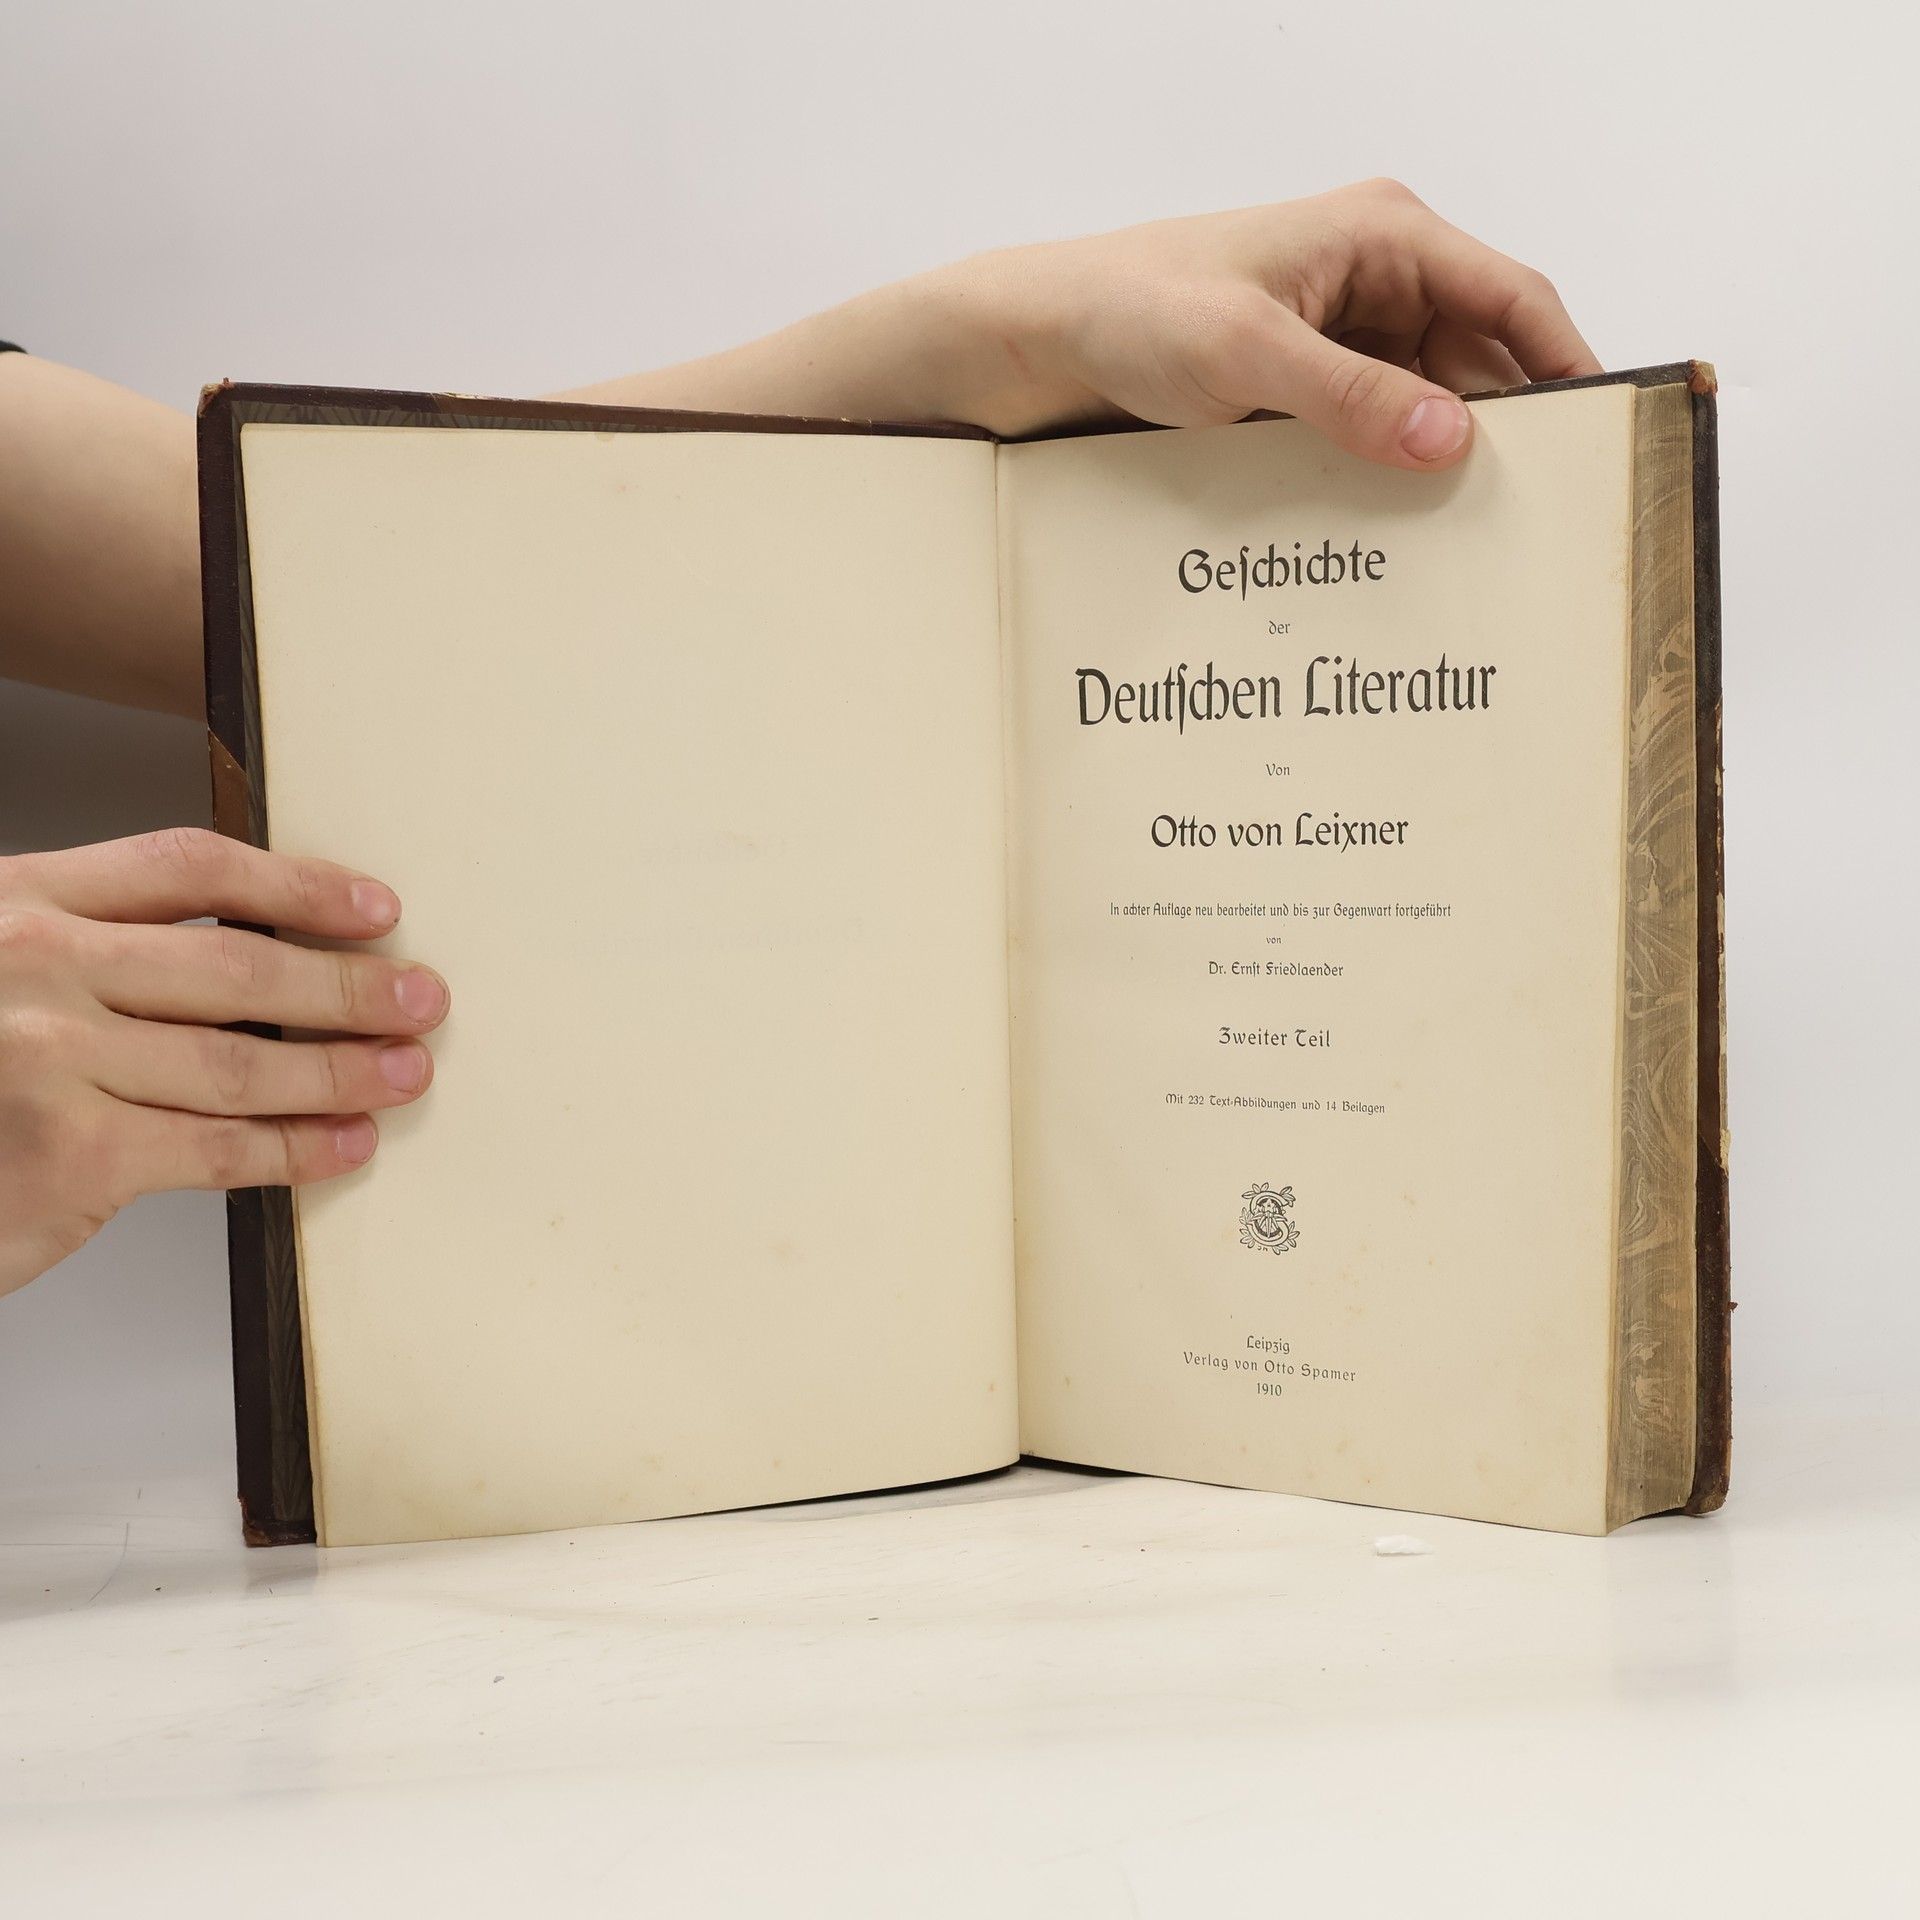 Geſchichte
der
Deutſchen Literatur
Von
Otto von Leixner
In achter Auflage neu bearbeitet und bis zur Gegenwart fortgeführt
von
Dr. Ernſt Friedlaender
Zweiter Teil
Mit 232 Text-Abbildungen und 14 Beilagen
Leipzig
Verlag von Otto Spamer
1910